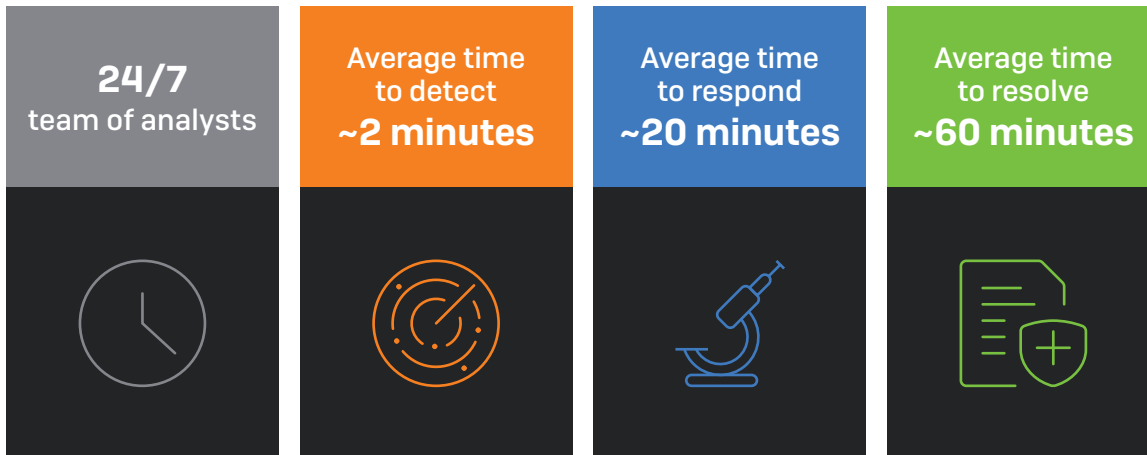 24/7
team of analysts
Average time
to detect
~2 minutes
Average time
to respond
~20 minutes
Average time
to resolve
~60 minutes